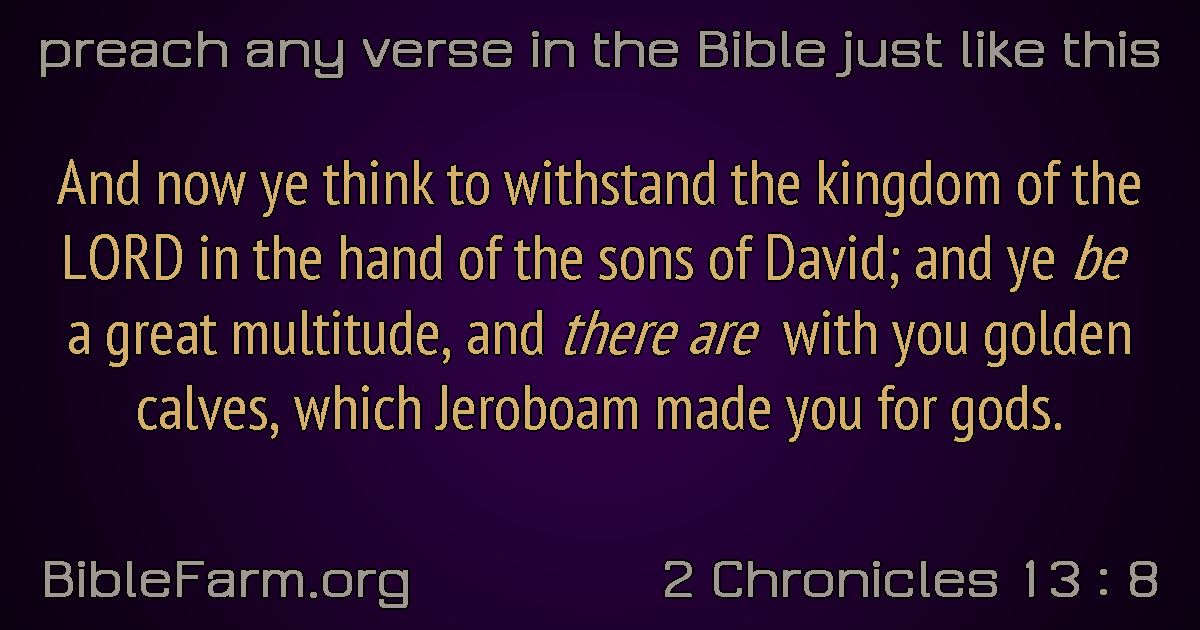 preach any verse in the Bible just like this
And now ye think to withstand the kingdom of the
LORD in the hand of the sons of David; and ye be
a great multitude, and there are with you golden
calves, which Jeroboam made you for gods.
BibleFarm.org
2 Chronicles 13 : 8